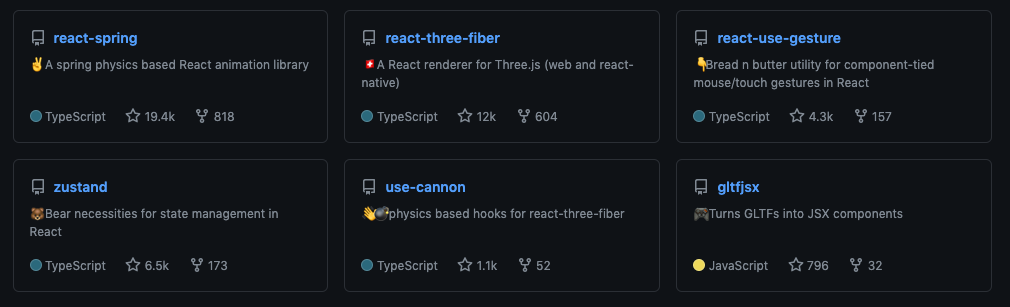 react-spring
✌️A spring physics based React animation library
TypeScript 19.4k 818
react-three-fiber
🇨🇭A React renderer for Three.js (web and react-
native)
TypeScript 12k 604
react-use-gesture
👇Bread n butter utility for component-tied
mouse/touch gestures in React
TypeScript 4.3k 157
zustand
🐻Bear necessities for state management in
React
TypeScript 6.5k 173
use-cannon
👋💣physics based hooks for react-three-fiber
TypeScript 1.1k 52
gltfjsx
🎮Turns GLTFs into JSX components
JavaScript 796 32